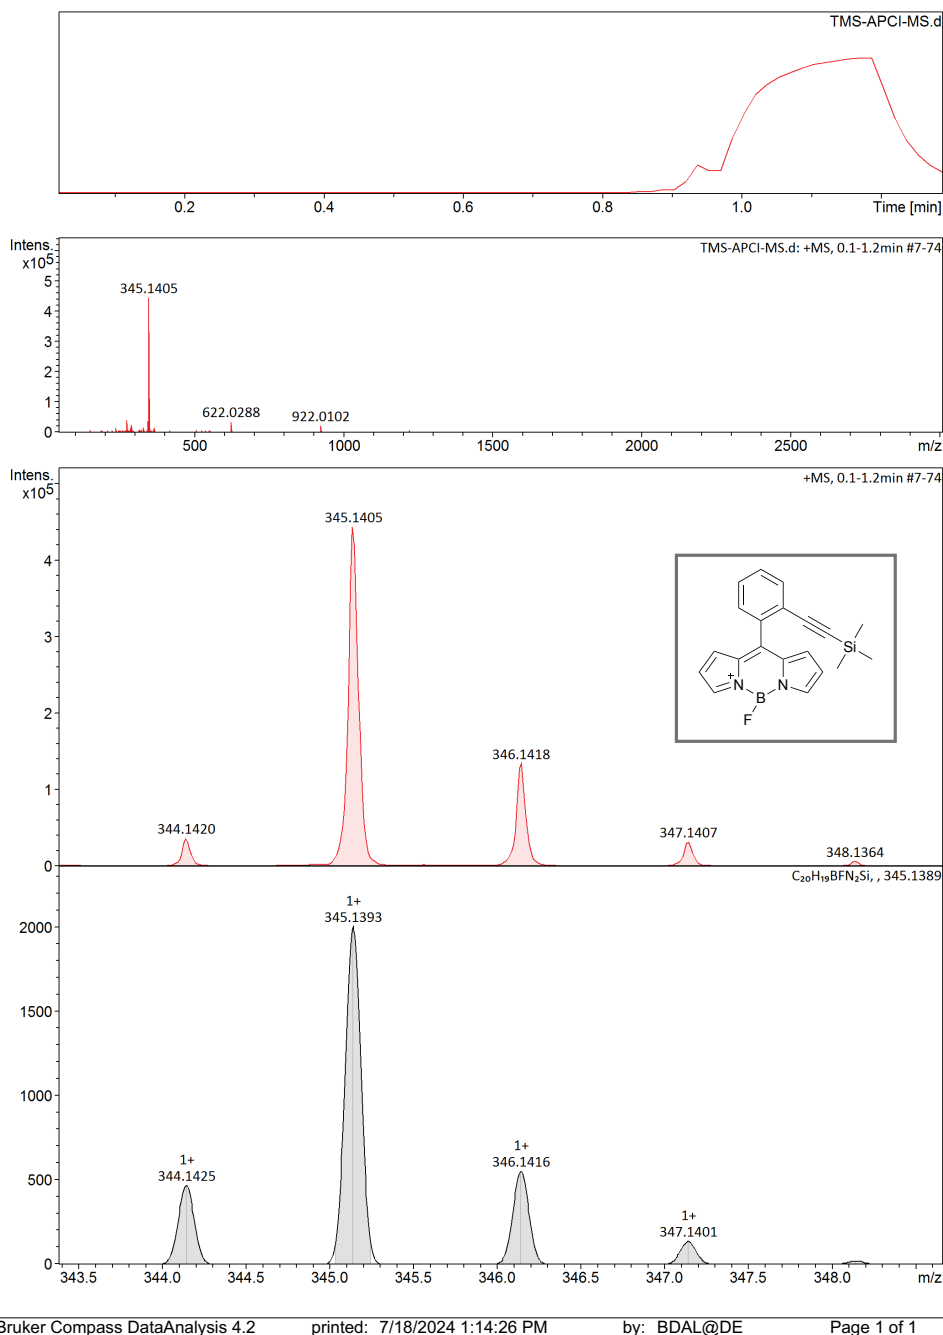 TMS-APCI-MS.d
0.2 0.4 0.6 0.8 1.0 Time [min]
Intens.
x10⁵
TMS-APCI-MS.d: +MS, 0.1-1.2min #7-74
5
4
3
2
1
0
345.1405
622.0288
922.0102
500 1000 1500 2000 2500 m/z
Intens.
x10⁵
+MS, 0.1-1.2min #7-74
4
3
2
1
0
345.1405
346.1418
344.1420
347.1407
348.1364
Si
N
+
B
N
F
C₂₀H₁₉BFN₂Si, , 345.1389
2000
1500
1000
500
0
1+
345.1393
1+
344.1425
1+
346.1416
1+
347.1401
343.5 344.0 344.5 345.0 345.5 346.0 346.5 347.0 347.5 348.0 m/z
Bruker Compass DataAnalysis 4.2 printed: 7/18/2024 1:14:26 PM by: BDAL@DE Page 1 of 1